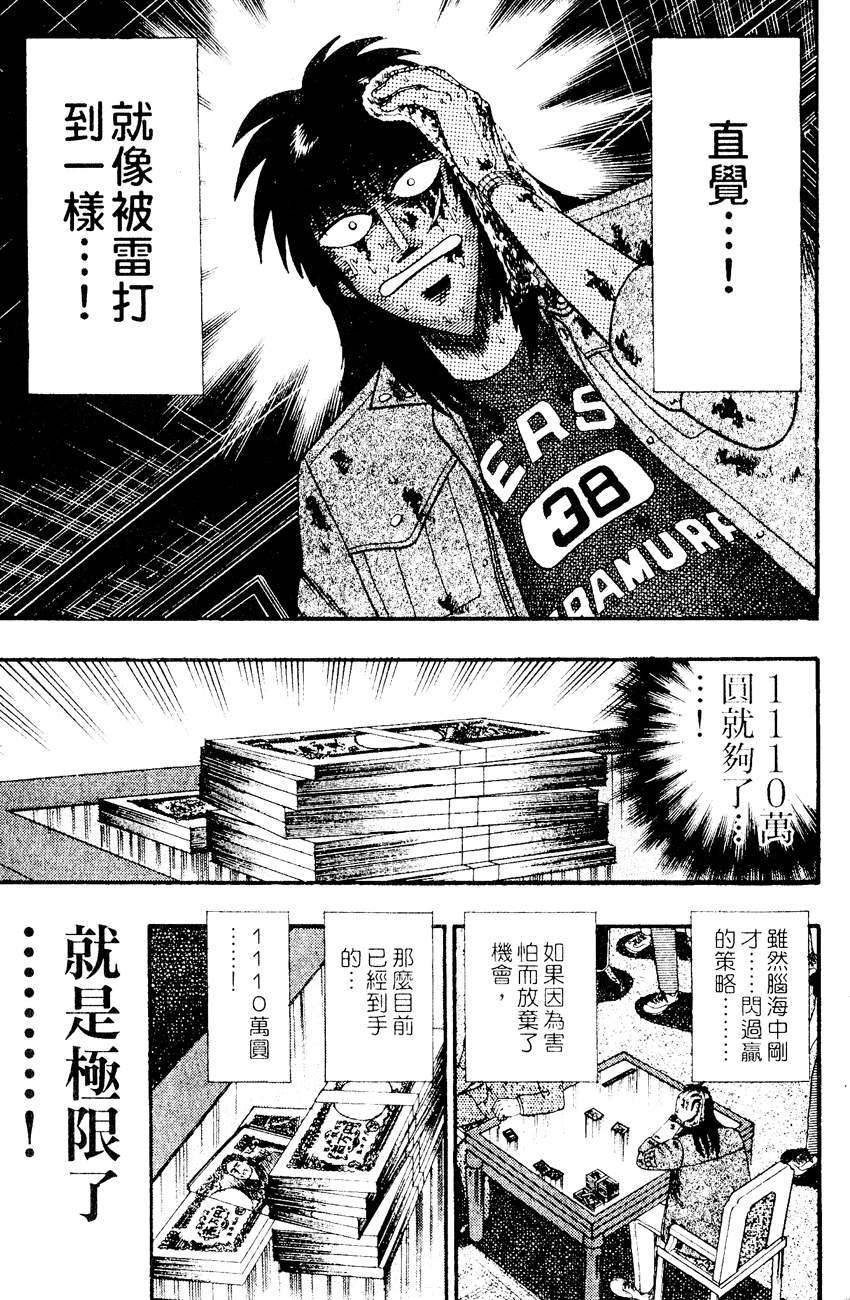 直覺…！
就像被雷打
到一樣…！
ERS
38
RAMURA
1110萬
圓就夠了…
…！
雖然腦海中剛
才……閃過贏
的策略………
如果因為害
怕而放棄了
機會，
那麼目前
已經到手
的…
1110萬圓
……！
就是極限了
………！